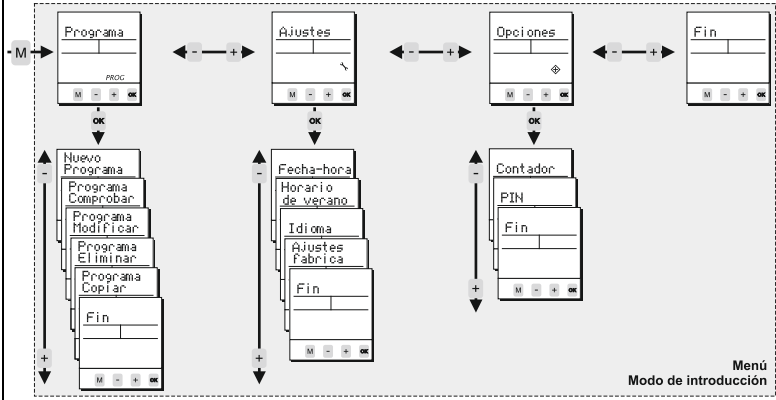 M
Programa
PROG
M - + OK
- +
Ajustes
M - + OK
- +
Opciones
M - + OK
- +
Fin
M - + OK
OK
OK
OK
-
+
Nuevo
Programa
Programa
Comprobar
Programa
Modificar
Programa
Eliminar
Programa
Copiar
Fin
M - + OK
-
+
Fecha-hora
Horario
de verano
Idioma
Ajustes
fabrica
Fin
M - + OK
-
+
Contador
PIN
Fin
M - + OK
Menú
Modo de introducción